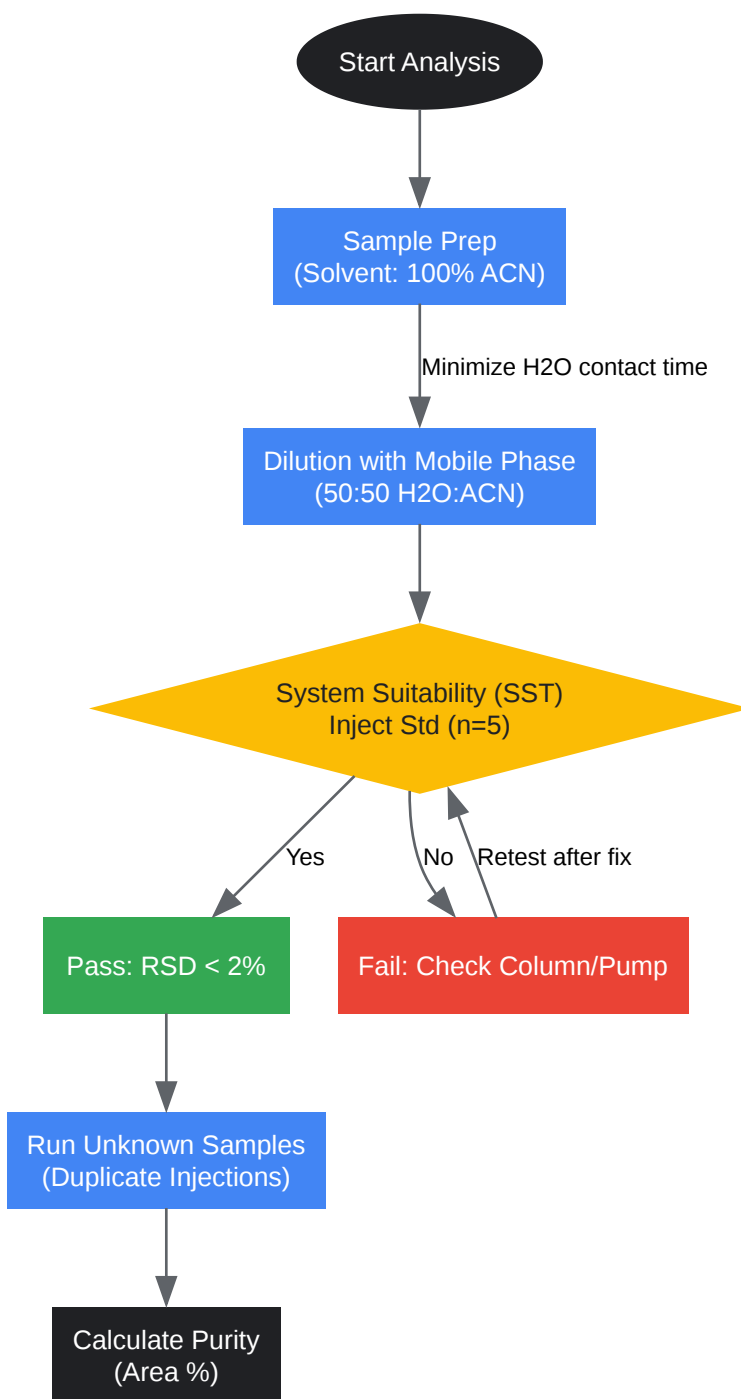 Start Analysis
Sample Prep
(Solvent: 100% ACN)
Minimize H2O contact time
Dilution with Mobile Phase
(50:50 H2O:ACN)
System Suitability (SST)
Inject Std (n=5)
Yes
No
Retest after fix
Pass: RSD < 2%
Fail: Check Column/Pump
Run Unknown Samples
(Duplicate Injections)
Calculate Purity
(Area %)